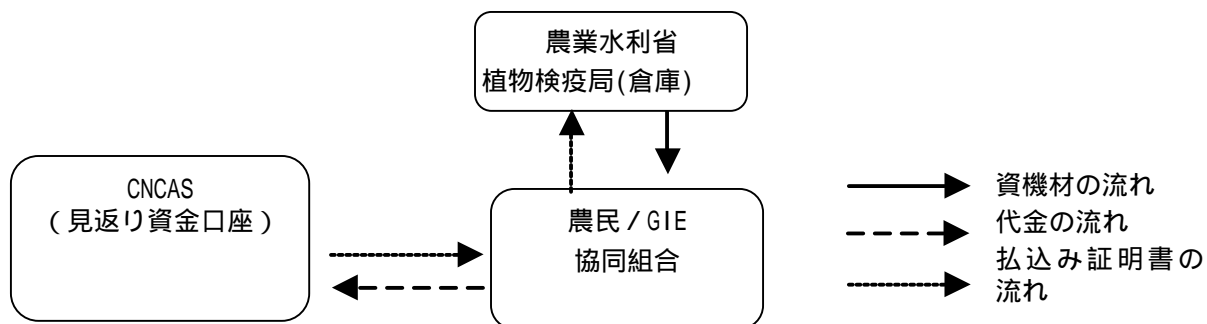 農業水利省
植物検疫局(倉庫)
CNCAS
(見返り資金口座)
農民/GIE
協同組合
資機材の流れ
代金の流れ
払込み証明書の
流れ